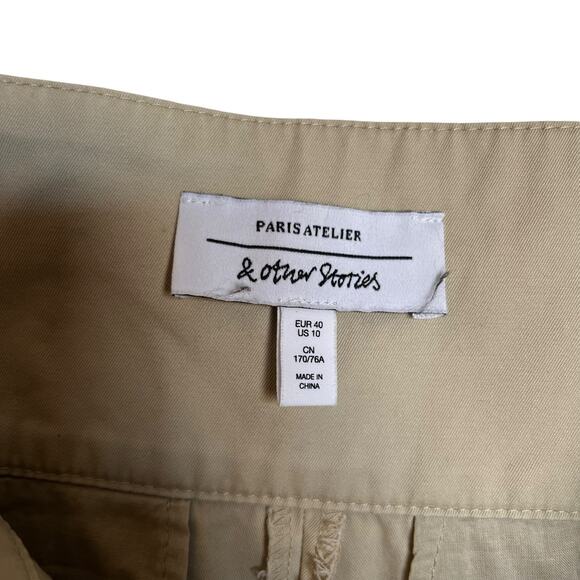 PARIS ATELIER
& Other Stories
EUR 40
US 10
CN
170/76A
MADE IN
CHINA